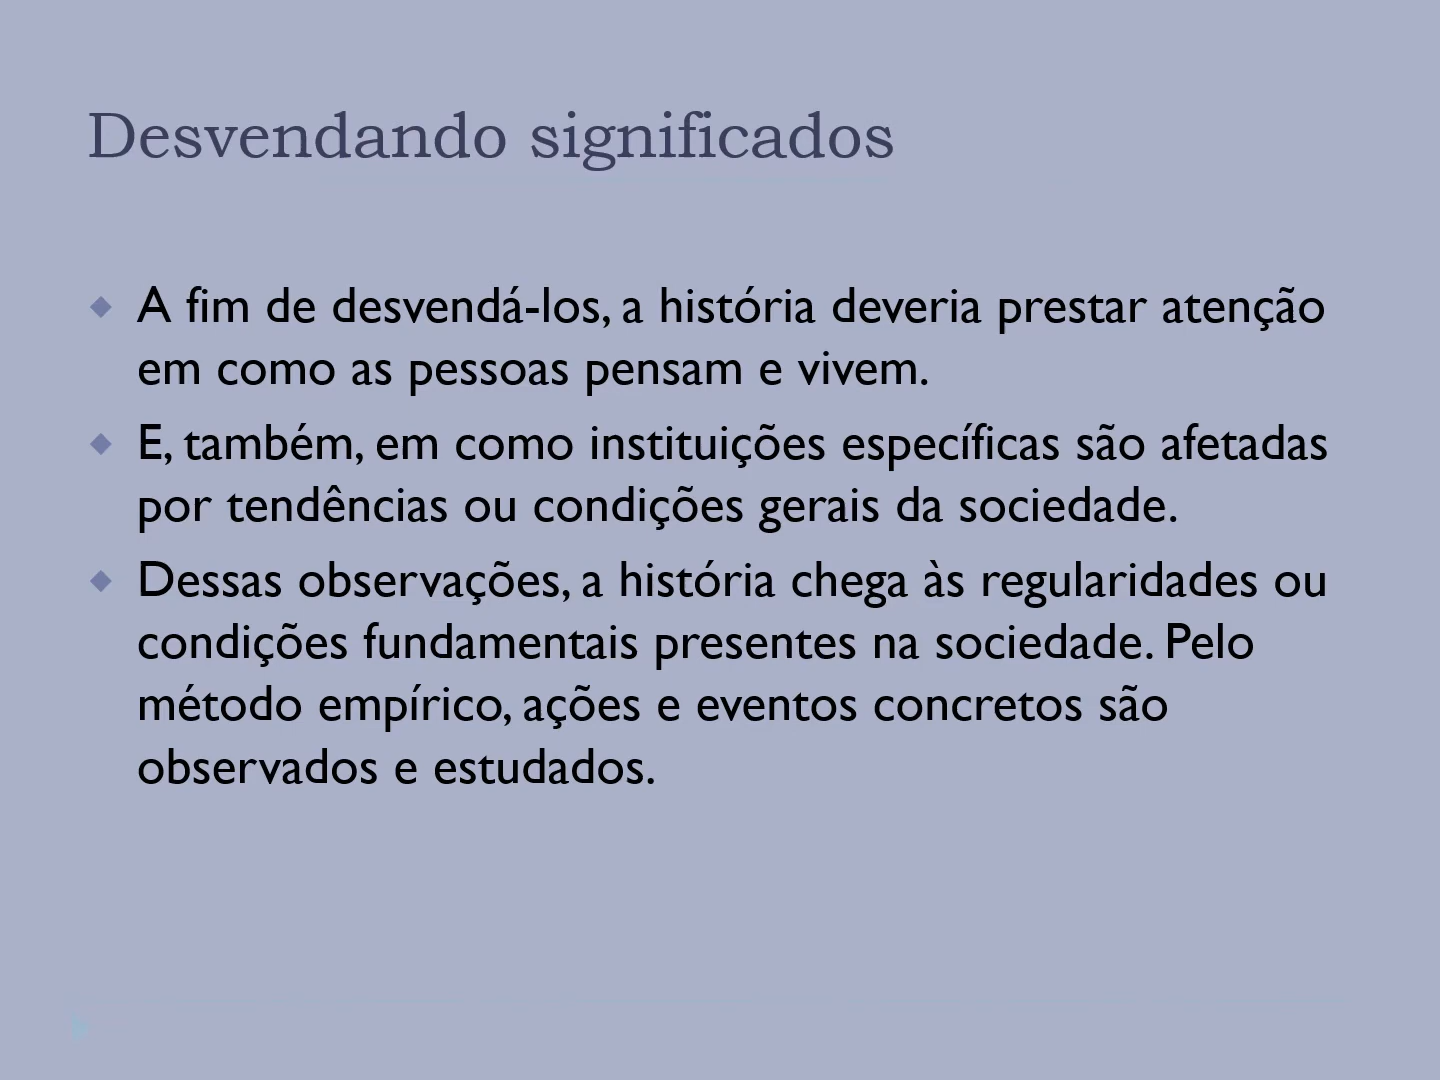 Desvendando significados
A fim de desvendá-los, a história deveria prestar atenção
em como as pessoas pensam e vivem.
E, também, em como instituições específicas são afetadas
por tendências ou condições gerais da sociedade.
Dessas observações, a história chega às regularidades ou
condições fundamentais presentes na sociedade. Pelo
método empírico, ações e eventos concretos são
observados e estudados.